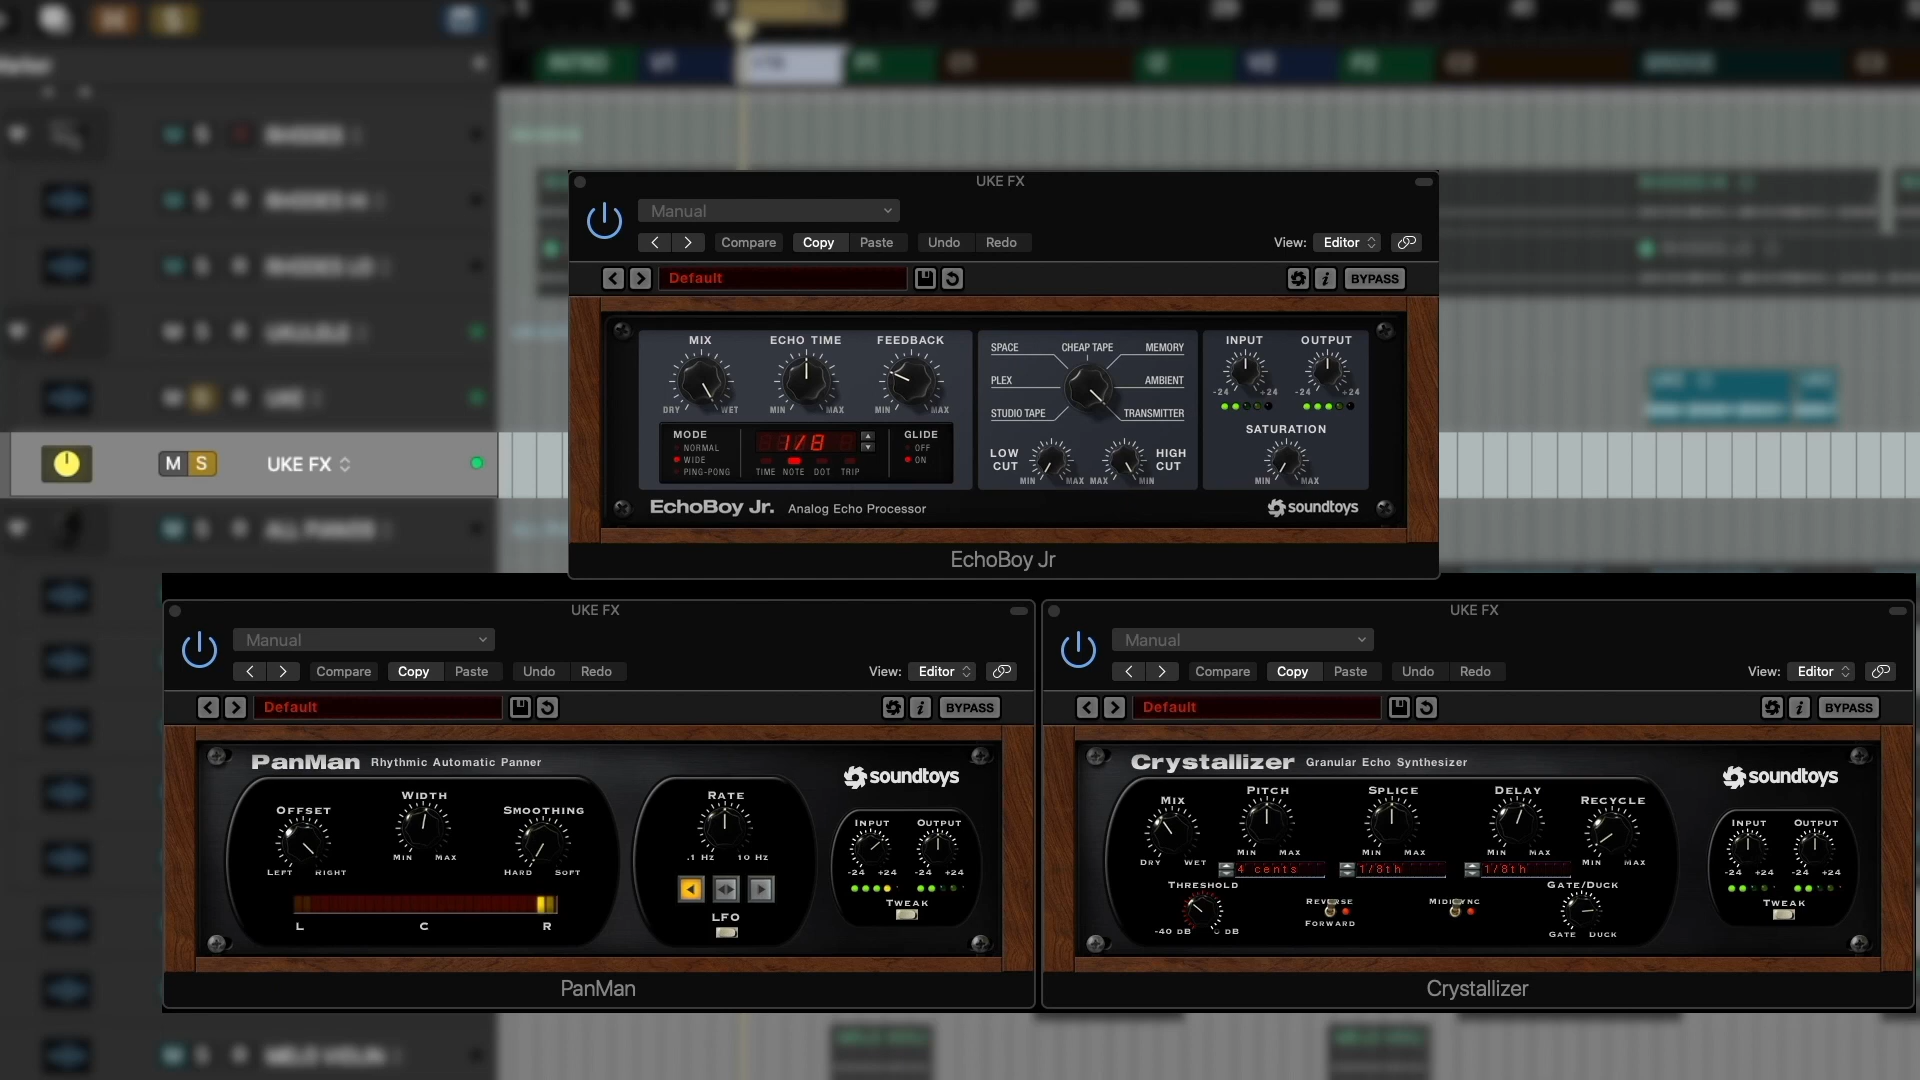 UKE FX
Manual
Compare Copy Paste Undo Redo View: Editor
Default i BYPASS
MIX ECHO TIME FEEDBACK
DRY WET MIN MAX MIN MAX
MODE
NORMAL
WIDE
PING-PONG
1/8
TIME NOTE DOT TRIP
GLIDE
OFF
ON
SPACE CHEAP TAPE MEMORY
PLEX AMBIENT
STUDIO TAPE TRANSMITTER
LOW CUT MIN MAX MAX MIN HIGH CUT
INPUT OUTPUT
-24 +24 -24 +24
SATURATION
MIN MAX
EchoBoy Jr. Analog Echo Processor soundtoys
EchoBoy Jr
M S UKE FX
UKE FX
Manual
Compare Copy Paste Undo Redo View: Editor
Default i BYPASS
PanMan Rhythmic Automatic Panner soundtoys
OFFSET WIDTH SMOOTHING
LEFT RIGHT MIN MAX HARD SOFT
L C R
RATE
.1 HZ 10 HZ
LFO
INPUT OUTPUT
-24 +24 -24 +24
TWEAK
PanMan
UKE FX
Manual
Compare Copy Paste Undo Redo View: Editor
Default i BYPASS
Crystallizer Granular Echo Synthesizer soundtoys
MIX PITCH SPLICE DELAY RECYCLE
DRY WET MIN MAX MIN MAX MIN MAX MIN MAX
4 cents 1/8th 1/8th
THRESHOLD
-40 DB 0 DB
REVERSE
FORWARD
MIDI SYNC
GATE/DUCK
GATE DUCK
INPUT OUTPUT
-24 +24 -24 +24
TWEAK
Crystallizer